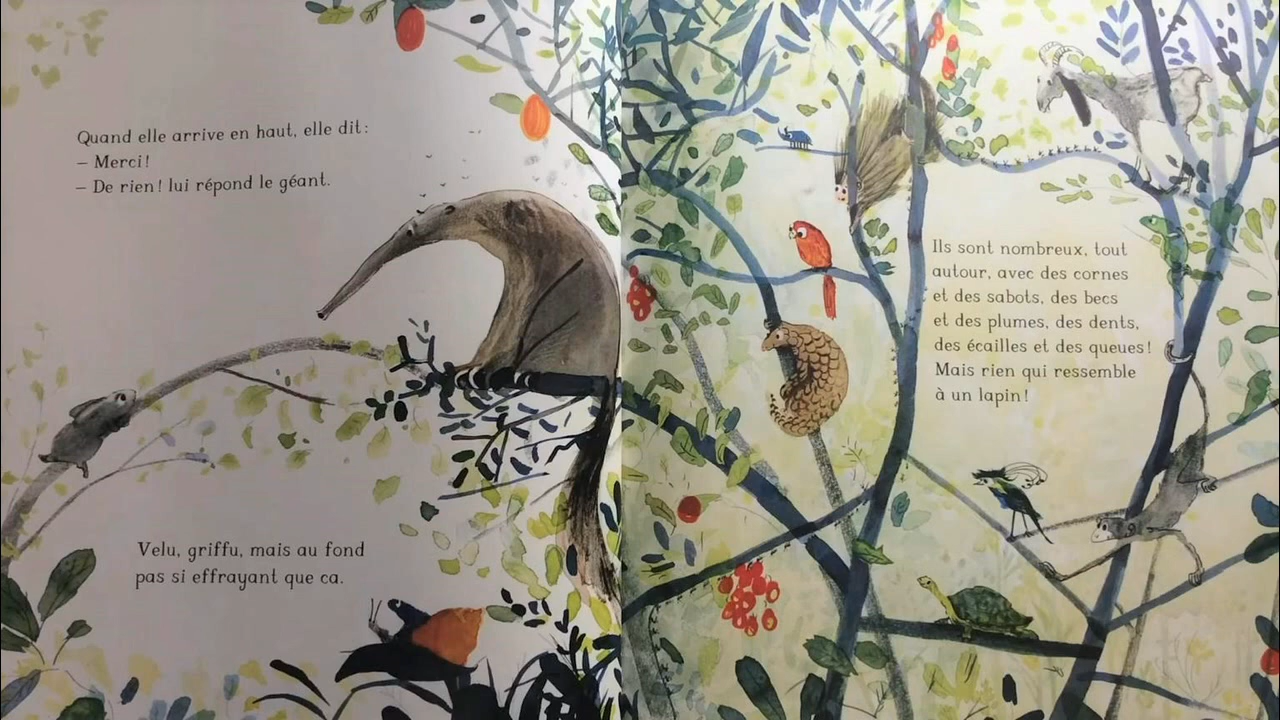 Quand elle arrive en haut, elle dit :
– Merci !
– De rien ! lui répond le géant.
Velu, griffu, mais au fond
pas si effrayant que ca.
Ils sont nombreux, tout
autour, avec des cornes
et des sabots, des becs
et des plumes, des dents,
des écailles et des queues !
Mais rien qui ressemble
à un lapin !